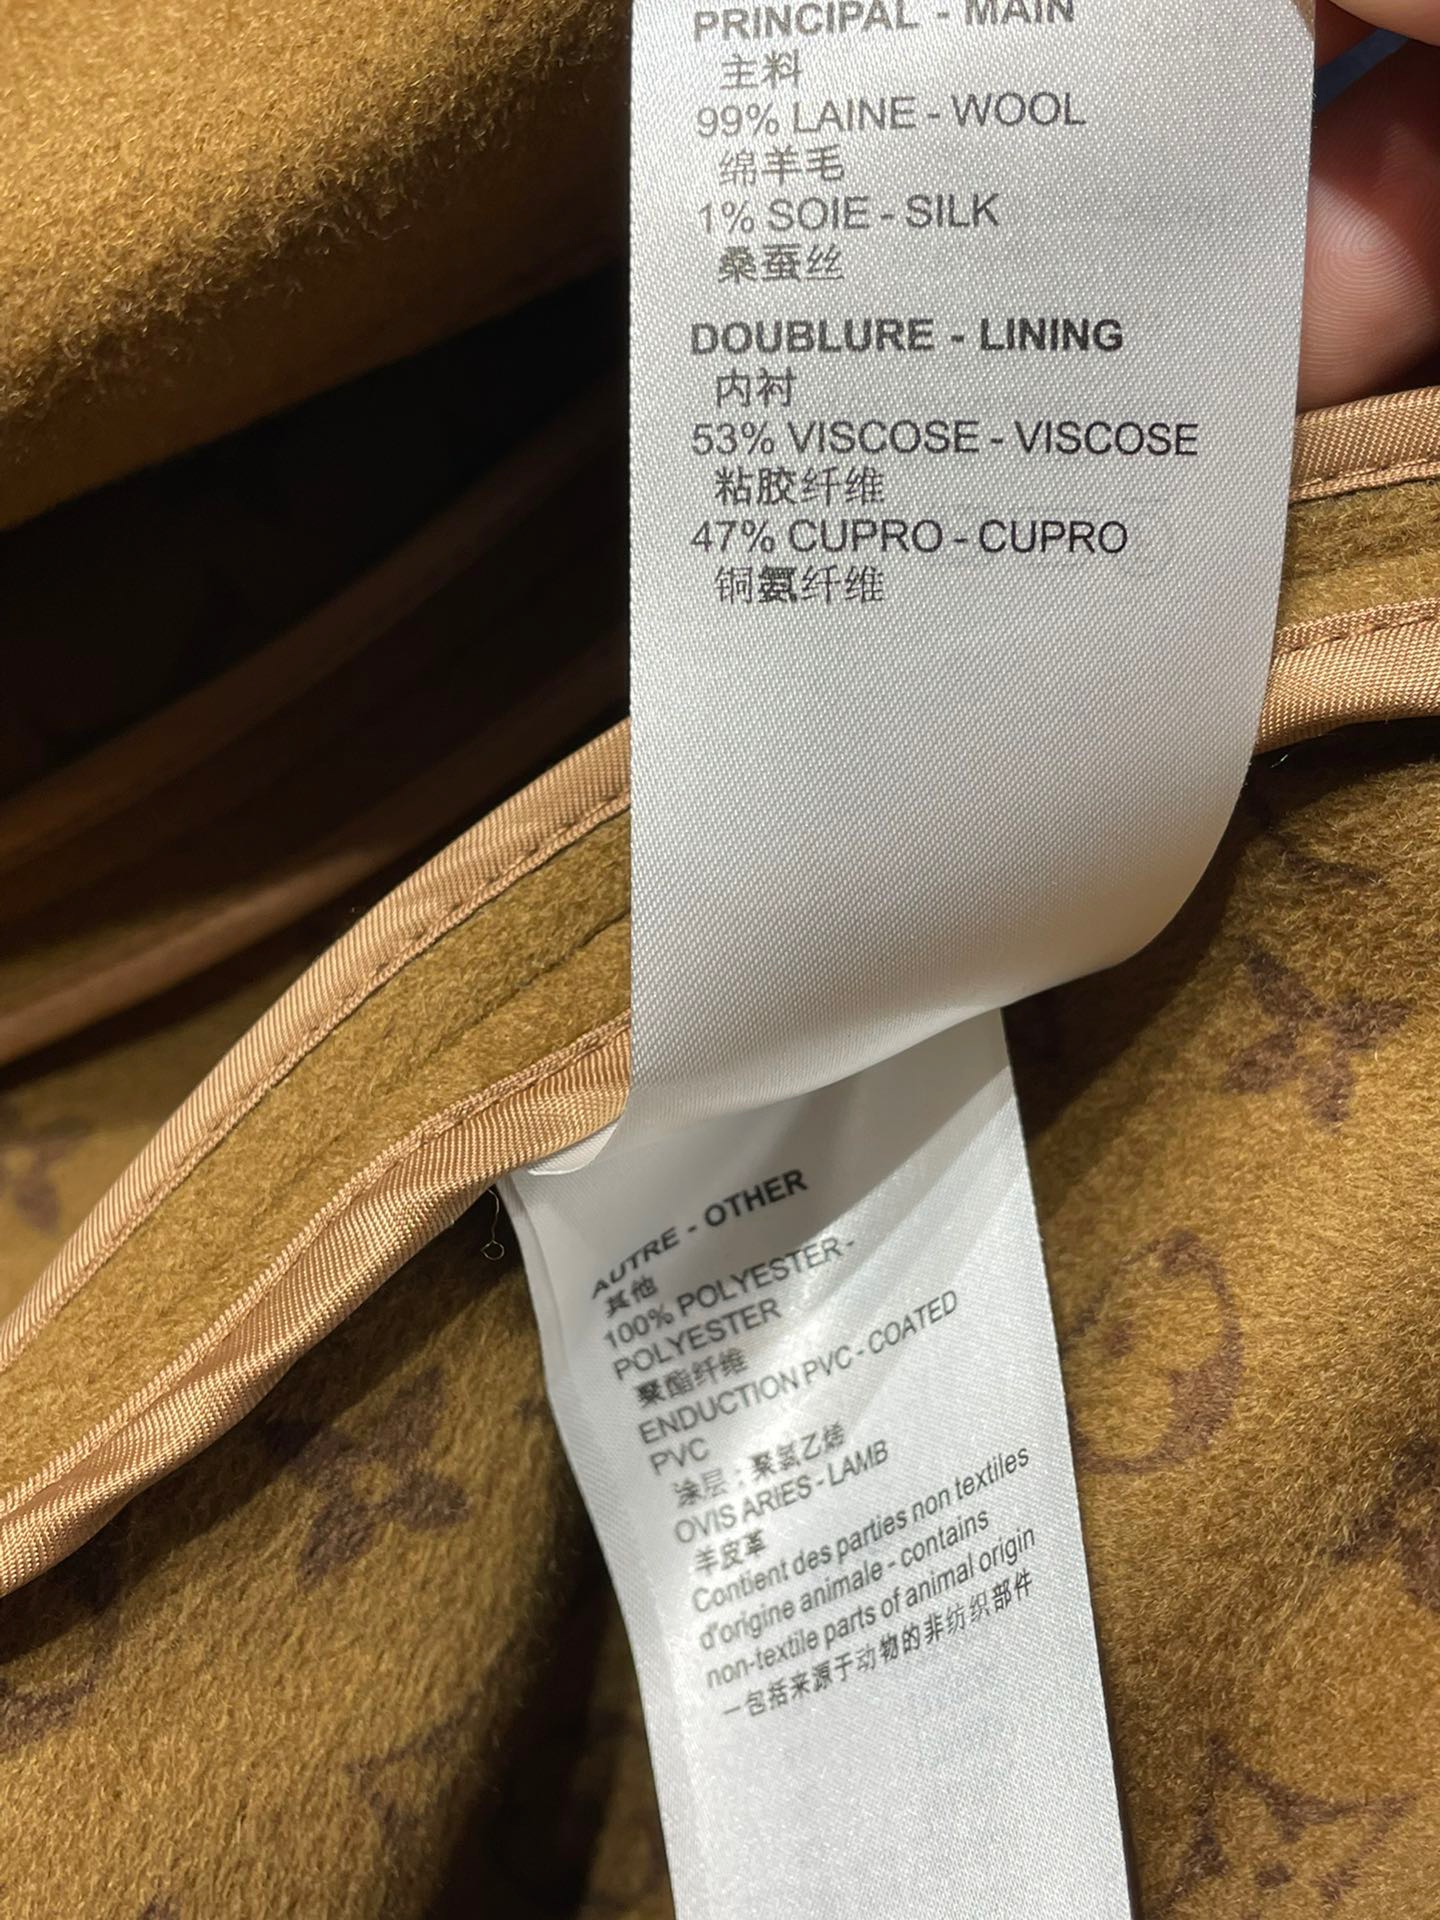 PRINCIPAL - MAIN
主料
99% LAINE - WOOL
绵羊毛
1% SOIE - SILK
桑蚕丝
DOUBLURE - LINING
内衬
53% VISCOSE - VISCOSE
粘胶纤维
47% CUPRO - CUPRO
铜氨纤维
AUTRE - OTHER
其他
100% POLYESTER -
POLYESTER
聚酯纤维
ENDUCTION PVC - COATED
PVC
涂层：聚氯乙烯
OVIS ARIES - LAMB
羊皮革
Contient des parties non textiles
d'origine animale - contains
non-textile parts of animal origin
一包括来源于动物的非纺织部件